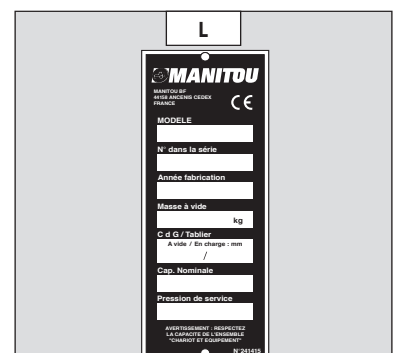 L
MANITOU
MANITOU BF
44158 ANCENIS CEDEX
FRANCE
CE
MODELE
N° dans la série
Année fabrication
Masse à vide
kg
C d G / Tablier
A vide / En charge : mm
/
Cap. Nominale
Pression de service
AVERTISSEMENT : RESPECTEZ
LA CAPACITE DE L'ENSEMBLE
"CHARIOT ET EQUIPEMENT"
N°241415